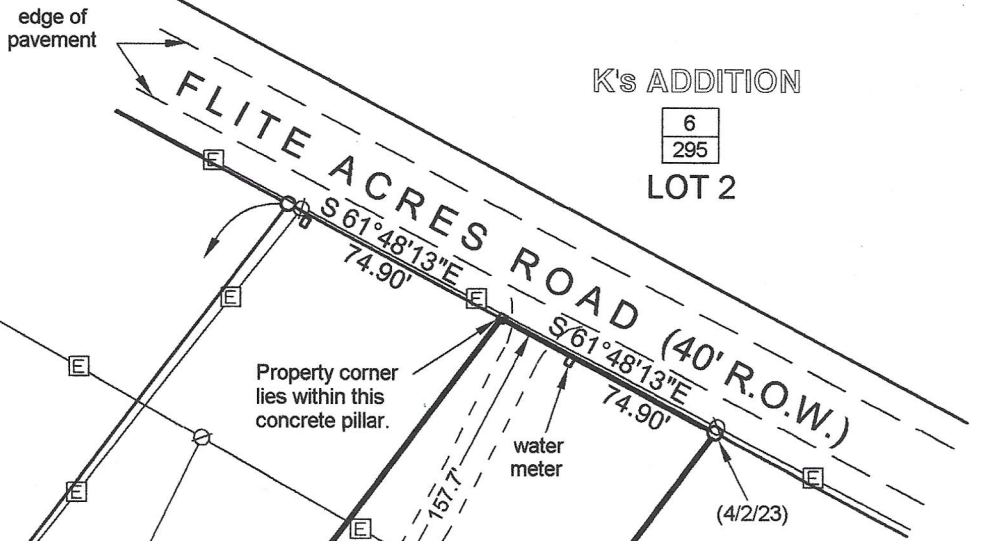 edge of
pavement
K's ADDITION
6
295
LOT 2
FLITE ACRES ROAD (40' R.O.W.)
E
S 61°48'13"E
74.90'
E
E
S 61°48'13"E
74.90'
E
Property corner
lies within this
concrete pillar.
water
meter
157.7'
E
E
E
(4/2/23)
E